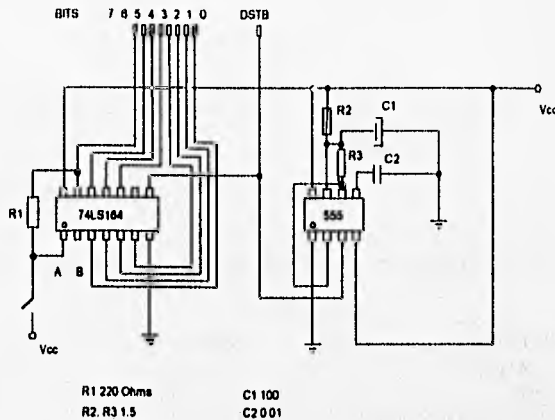 BITS 7 6 5 4 3 2 1 0 DSTB
R2 C1
Vcc
R3
C2
R1
74LS164 555
A B
Vcc
R1 220 Ohms C1 100
R2, R3 1.5 C2 0 01